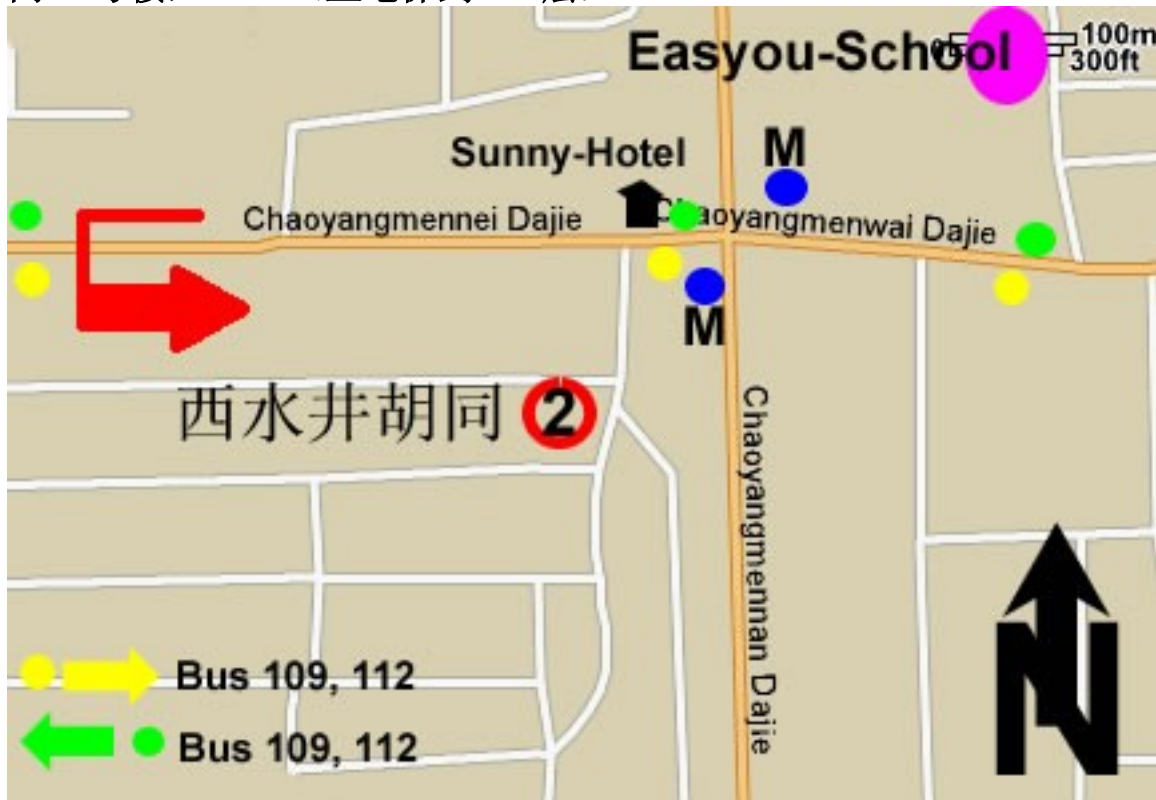 Easyou-School
0
100m
300ft
Sunny-Hotel
M
Chaoyangmennei Dajie
Chaoyangmenwai Dajie
M
西水井胡同 2
Chaoyangmennan Dajie
Bus 109, 112
Bus 109, 112
N